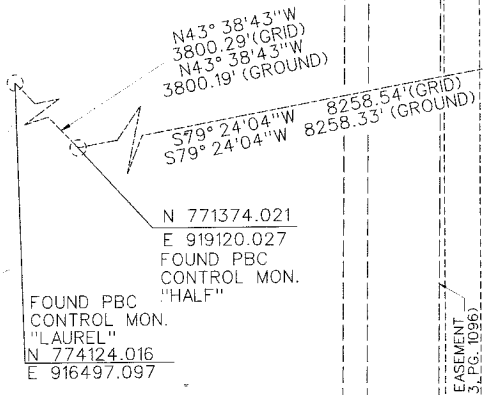 N43° 38'43"W
3800.29'(GRID)
N43° 38'43"W
3800.19' (GROUND)
S79° 24'04"W 8258.54'(GRID)
S79° 24'04"W 8258.33' (GROUND)
N 771374.021
E 919120.027
FOUND PBC
CONTROL MON.
"HALF"
FOUND PBC
CONTROL MON.
"LAUREL"
N 774124.016
E 916497.097
EASEMENT
3, PG. 1096)